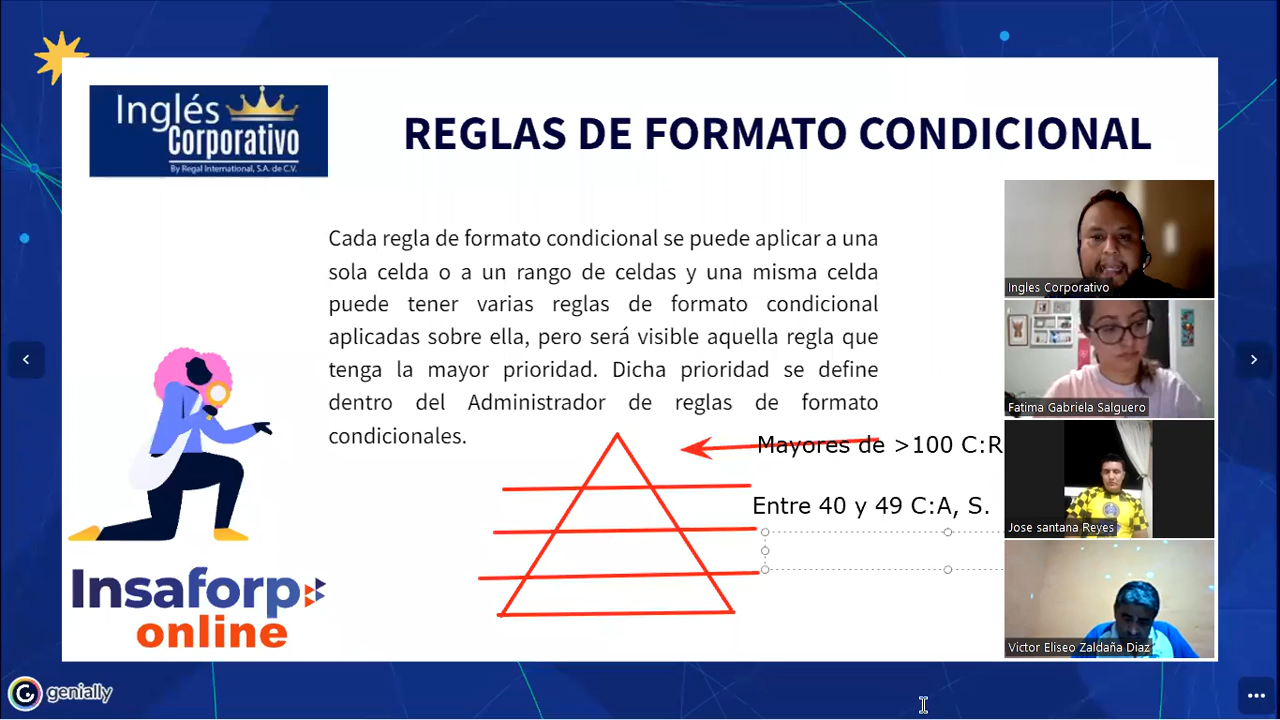 Inglés
Corporativo
By Regal International, S.A. de C.V.
REGLAS DE FORMATO CONDICIONAL
Cada regla de formato condicional se puede aplicar a una
sola celda o a un rango de celdas y una misma celda
puede tener varias reglas de formato condicional
aplicadas sobre ella, pero será visible aquella regla que
tenga la mayor prioridad. Dicha prioridad se define
dentro del Administrador de reglas de formato
condicionales.
Mayores de >100 C:R
Entre 40 y 49 C:A, S.
Ingles Corporativo
Fatima Gabriela Salguero
Jose santana Reyes
Victor Eliseo Zaldaña Diaz
Insaforp
online
genially